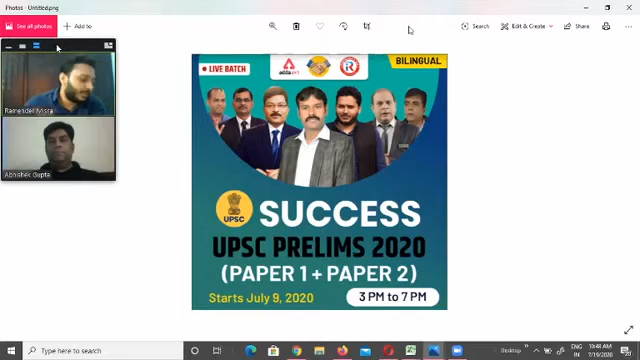 Photos - Untitled.png
See all photos
+ Add to
Search
Edit & Create
Share
Ramender Misra
Abhishek Gupta
LIVE BATCH
BILINGUAL
adda247
UPSC
SUCCESS
UPSC PRELIMS 2020
(PAPER 1 + PAPER 2)
Starts July 9, 2020
3 PM to 7 PM
Type here to search
Desktop
ENG
IN
10:48 AM
7/19/2020